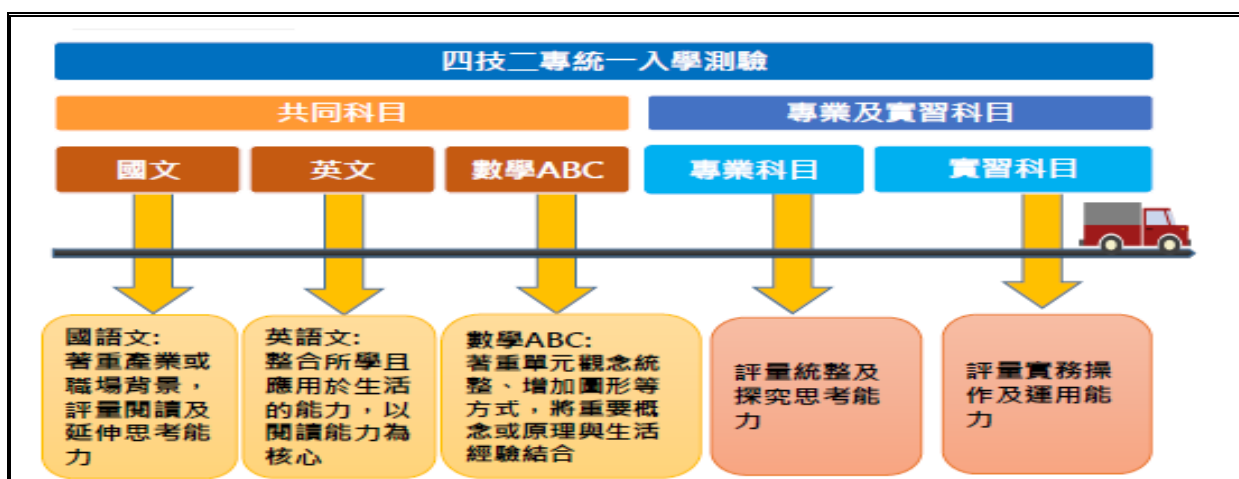 四技二專統一入學測驗
共同科目
專業及實習科目
國文
英文
數學ABC
專業科目
實習科目
國語文:
著重產業或
職場背景，
評量閱讀及
延伸思考能
力
英語文:
整合所學且
應用於生活
的能力，以
閱讀能力為
核心
數學ABC:
著重單元觀念統
整、增加圖形等
方式，將重要概
念或原理與生活
經驗結合
評量統整及
探究思考能
力
評量實務操
作及運用能
力